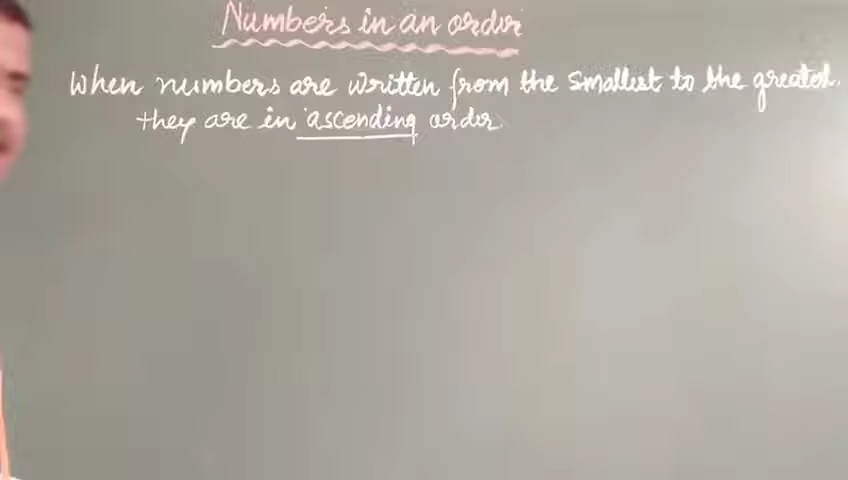 Numbers in an order
When numbers are written from the smallest to the greatest.
they are in ascending order.